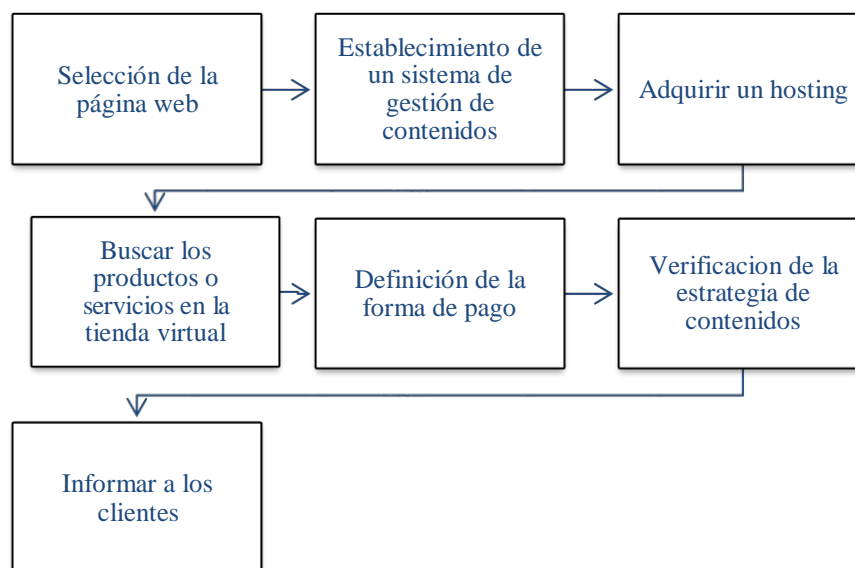 Selección de la
página web
Establecimiento de
un sistema de
gestión de
contenidos
Adquirir un hosting
Buscar los
productos o
servicios en la
tienda virtual
Definición de la
forma de pago
Verificacion de la
estrategia de
contenidos
Informar a los
clientes